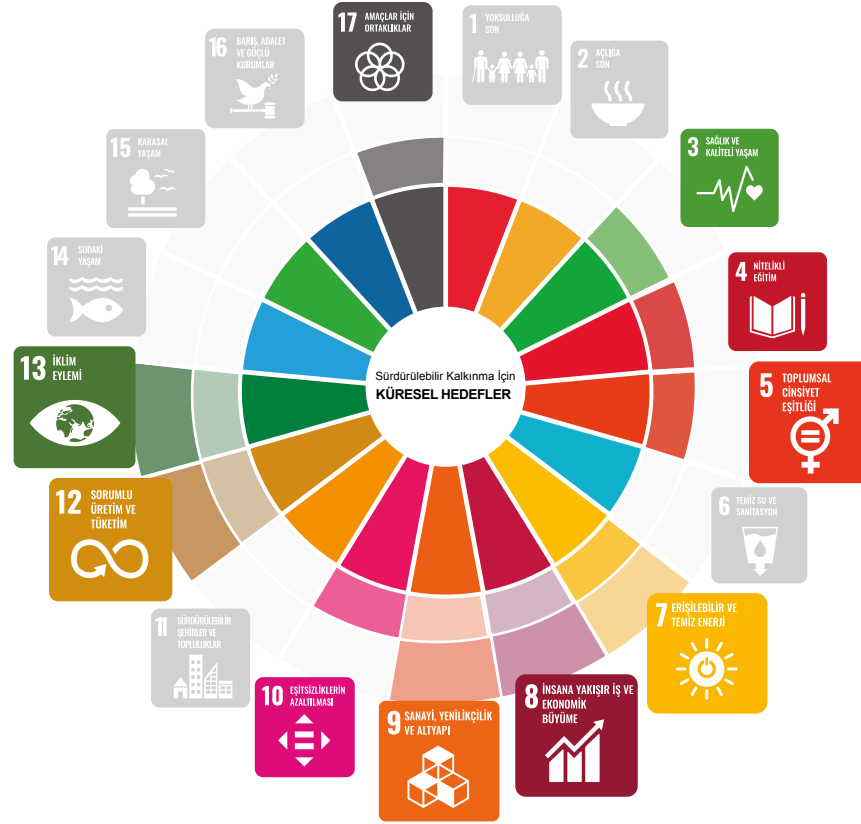 17 AMAÇLAR İÇİN
ORTAKLIKLAR
1 YOKSULLUĞA
SON
2 AÇLIĞA
SON
3 SAĞLIK VE
KALİTELİ YAŞAM
4 NİTELİKLİ
EĞİTİM
5 TOPLUMSAL
CİNSİYET
EŞİTLİĞİ
6 TEMİZ SU VE
SANİTASYON
7 ERİŞİLEBİLİR VE
TEMİZ ENERJİ
8 İNSANA YAKIŞIR İŞ VE
EKONOMİK
BÜYÜME
9 SANAYİ, YENİLİKÇİLİK
VE ALTYAPI
10 EŞİTSİZLİKLERİN
AZALTILMASI
11 SÜRDÜRÜLEBİLİR
ŞEHİRLER VE
TOPLULUKLAR
12 SORUMLU
ÜRETİM VE
TÜKETİM
13 İKLİM
EYLEMİ
14 SUDAKİ
YAŞAM
15 KARASAL
YAŞAM
16 BARIŞ, ADALET
VE GÜÇLÜ
KURUMLAR
Sürdürülebilir Kalkınma İçin
KÜRESEL HEDEFLER